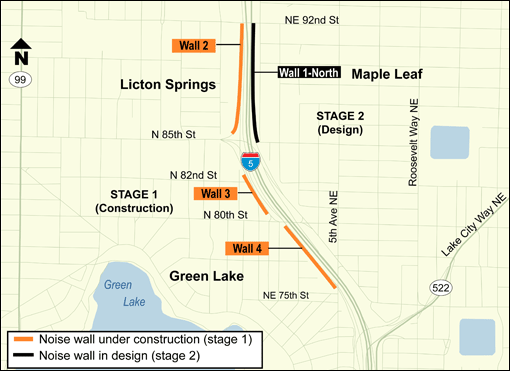 NE 92nd St
Wall 2
N
99
Wall 1-North
Maple Leaf
Licton Springs
STAGE 2
(Design)
N 85th St
Roosevelt Way NE
5
N 82nd St
STAGE 1
(Construction)
Wall 3
5th Ave NE
Lake City Way NE
N 80th St
Wall 4
Green Lake
Green
Lake
NE 75th St
522
Noise wall under construction (stage 1)
Noise wall in design (stage 2)